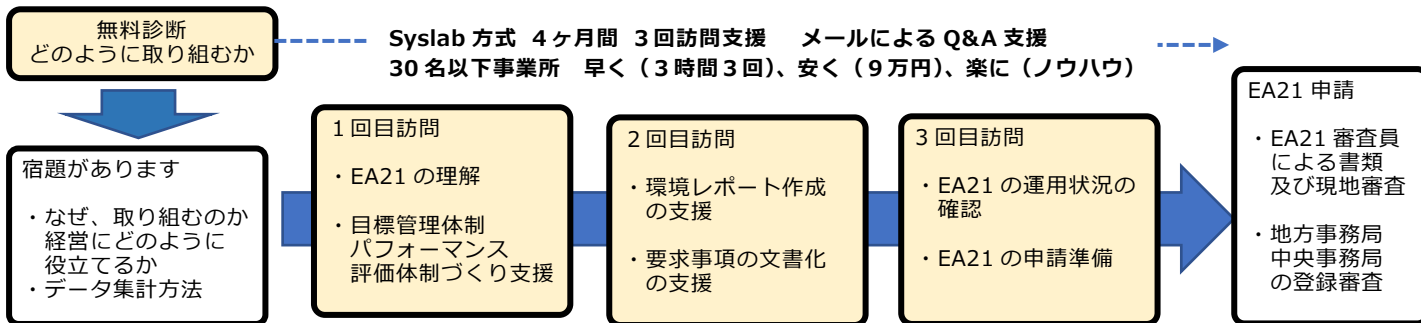 無料診断
どのように取り組むか
Syslab 方式 4ヶ月間 3回訪問支援 メールによる Q&A 支援
30 名以下事業所 早く（3時間3回）、安く（9万円）、楽に（ノウハウ）
宿題があります
・なぜ、取り組むのか
経営にどのように
役立てるか
・データ集計方法
1回目訪問
・EA21 の理解
・目標管理体制
パフォーマンス
評価体制づくり支援
2回目訪問
・環境レポート作成
の支援
・要求事項の文書化
の支援
3回目訪問
・EA21 の運用状況の
確認
・EA21 の申請準備
EA21 申請
・EA21 審査員
による書類
及び現地審査
・地方事務局
中央事務局
の登録審査